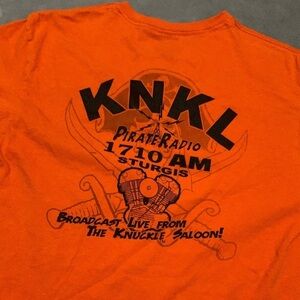 KNKL
PIRATE RADIO
1710 AM
STURGIS
BROADCAST LIVE FROM
THE KNUCKLE SALOON!